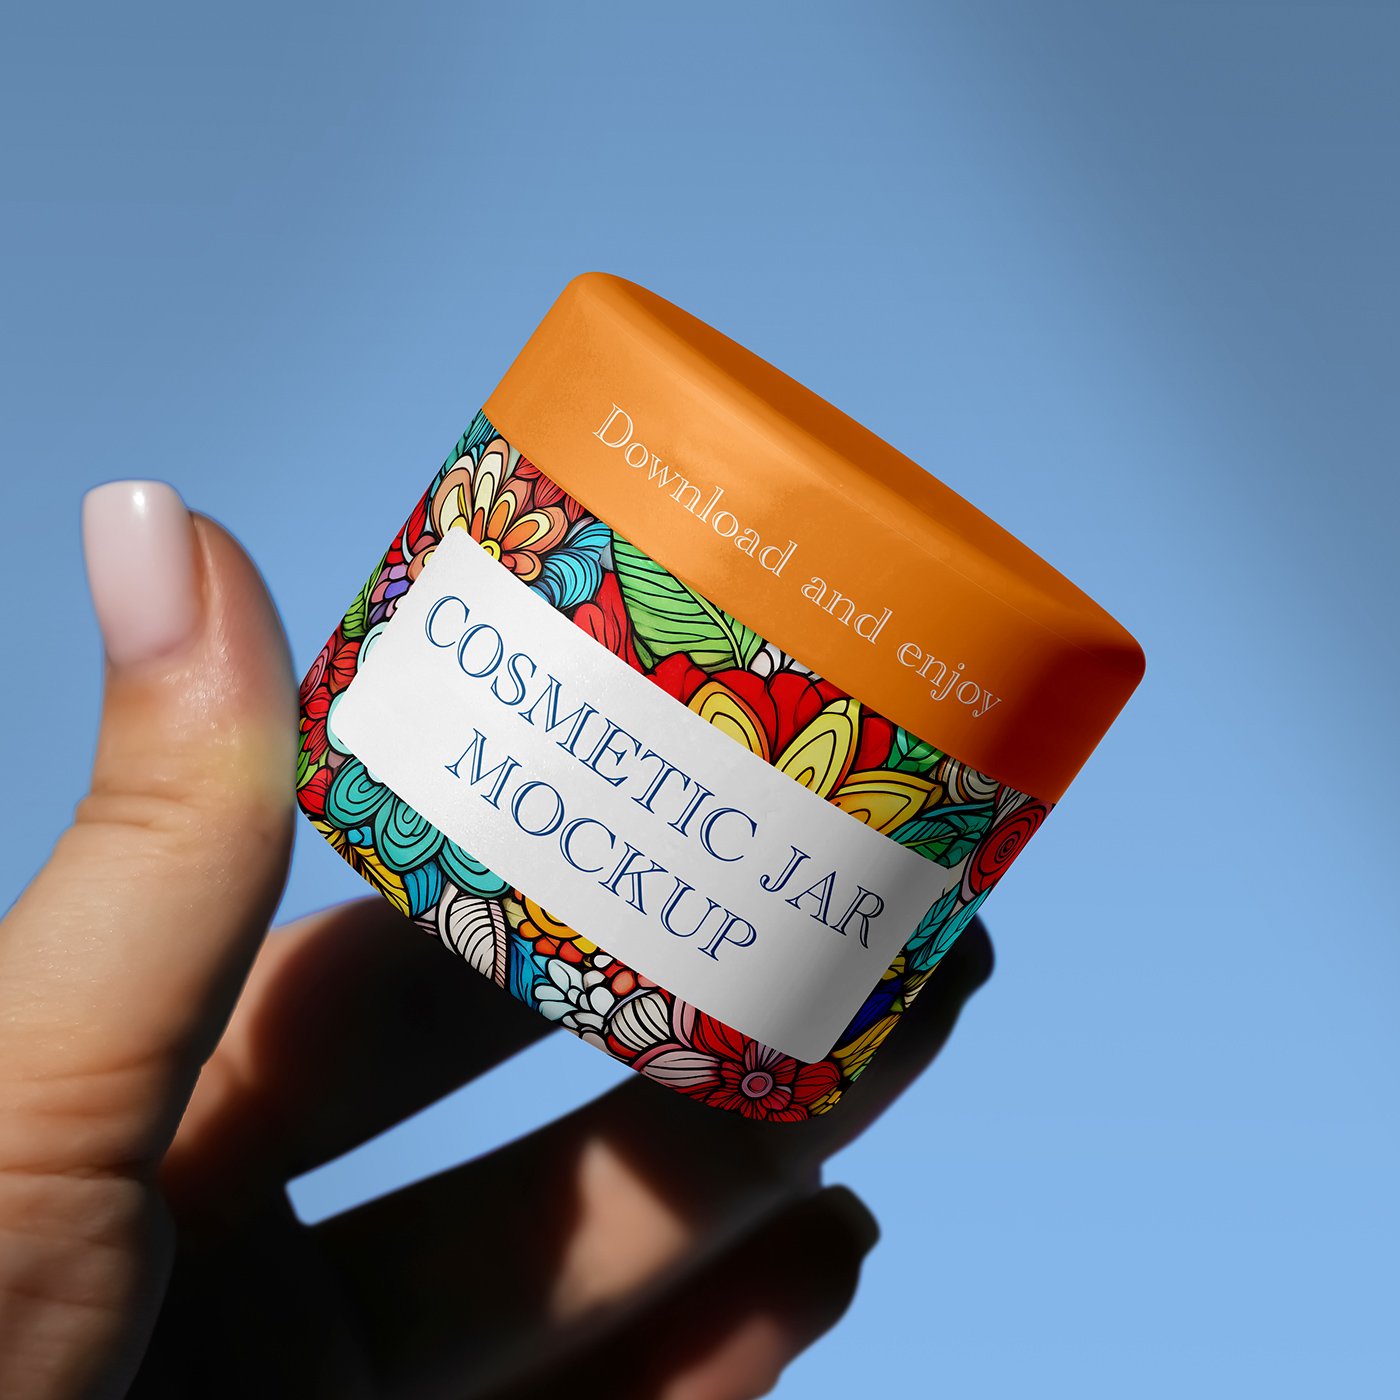 Download and enjoy
COSMETIC JAR
MOCKUP